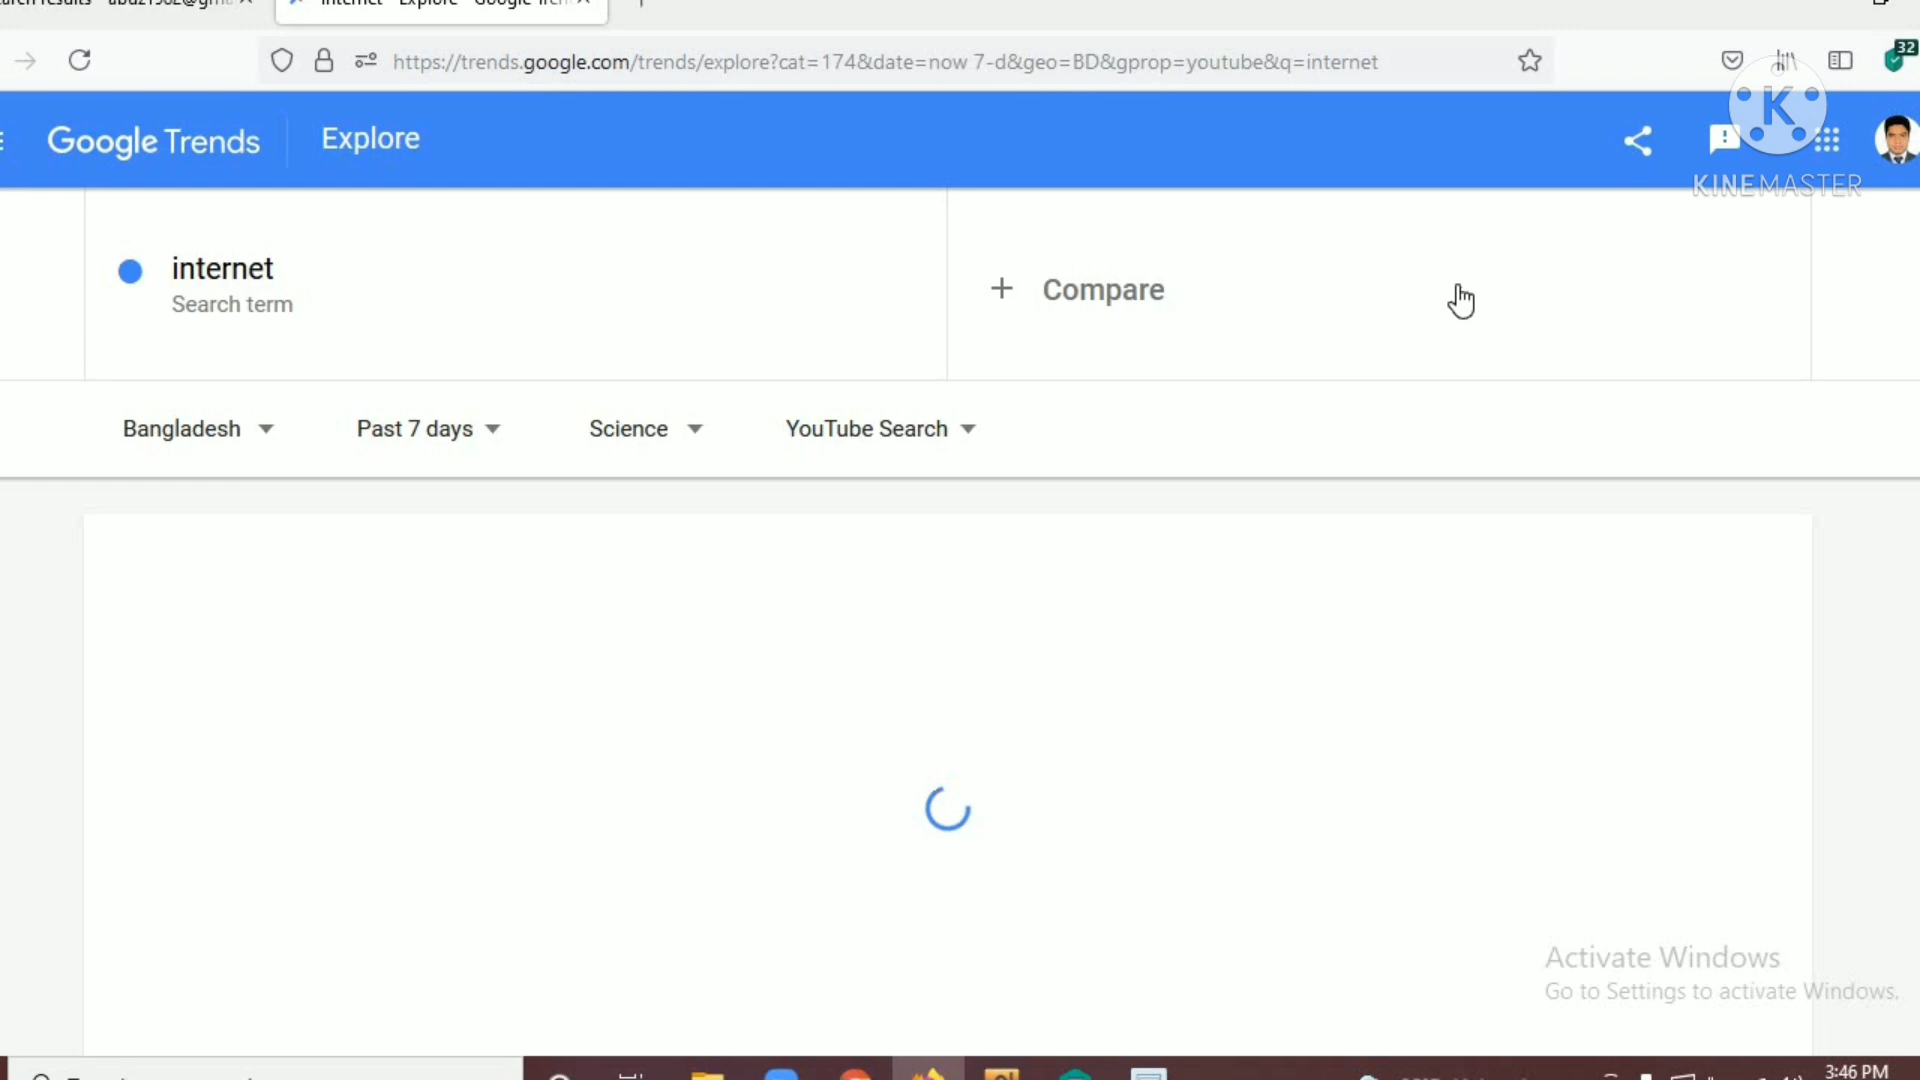 https://trends.google.com/trends/explore?cat=174&date=now 7-d&geo=BD&gprop=youtube&q=internet
32
Google Trends
Explore
K
KINEMASTER
internet
Search term
+ Compare
Bangladesh
Past 7 days
Science
YouTube Search
Activate Windows
Go to Settings to activate Windows.
3:46 PM